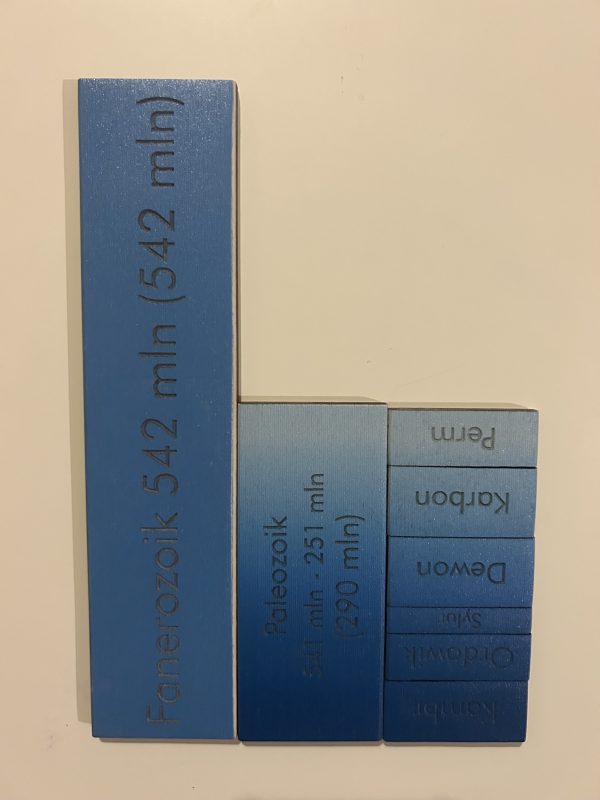 Fanerozoik 542 mln (542 mln)
Paleozoik
541 mln - 251 mln
(290 mln)
Perm
Karbon
Dewon
Sylur
Ordowik
kambr